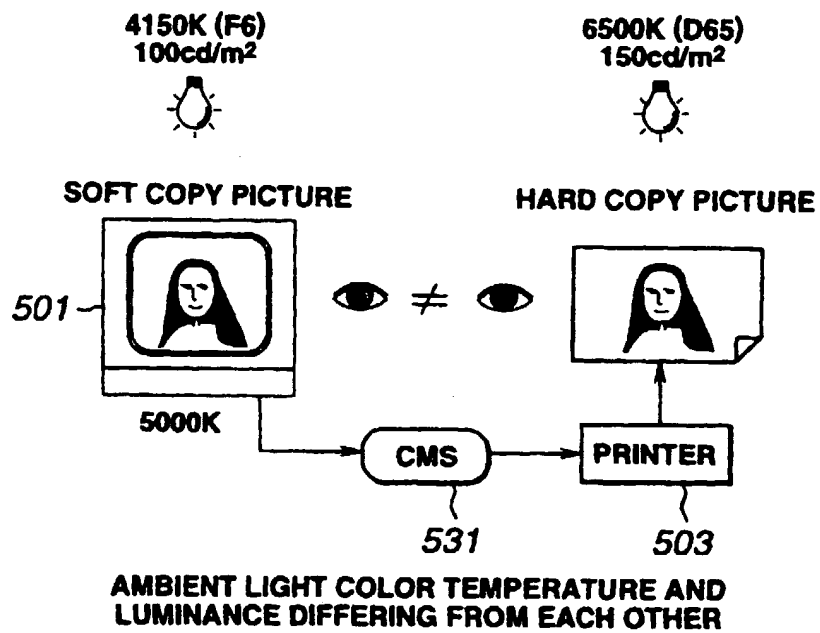 4150K (F6)
100cd/m2
6500K (D65)
150cd/m2
SOFT COPY PICTURE
HARD COPY PICTURE
501
≠
5000K
CMS
PRINTER
531
503
AMBIENT LIGHT COLOR TEMPERATURE AND
LUMINANCE DIFFERING FROM EACH OTHER